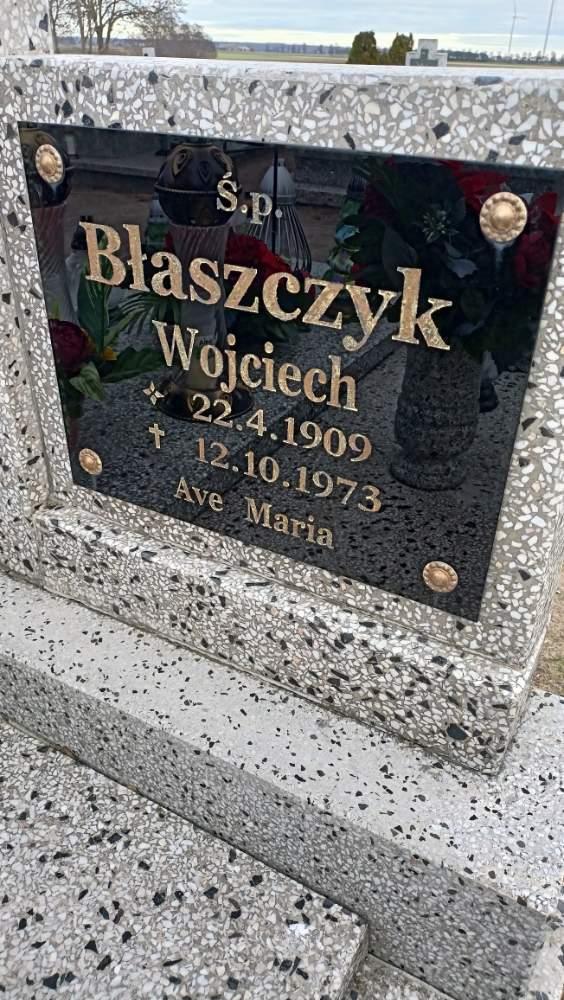 Ś.p.
Błaszczyk
Wojciech
22.4.1909
✝ 12.10.1973
Ave Maria